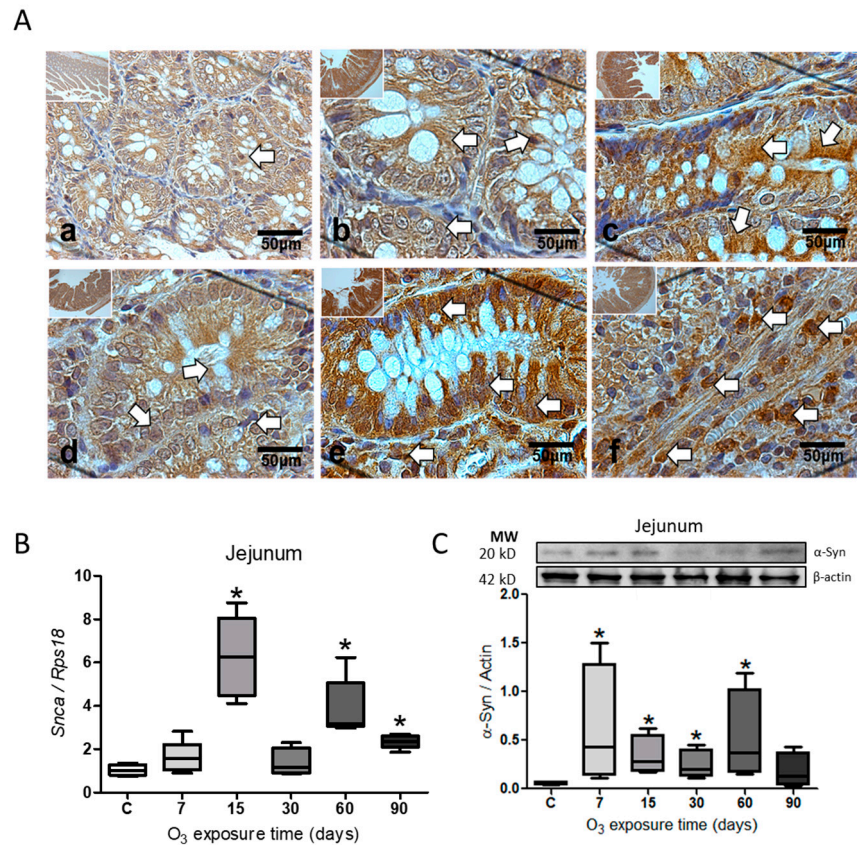 A
a
50μm
b
50μm
c
50μm
d
50μm
e
50μm
f
50μm
B
Jejunum
Snca / Rps18
10
8
6
4
2
0
*
*
*
C 7 15 30 60 90
O₃ exposure time (days)
C
Jejunum
MW
20 kD
α-Syn
42 kD
β-actin
α-Syn / Actin
2.0
1.5
1.0
0.5
0.0
*
*
*
*
C 7 15 30 60 90
O₃ exposure time (days)